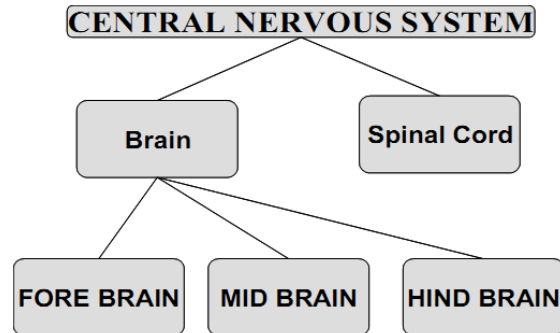 CENTRAL NERVOUS SYSTEM
Brain
Spinal Cord
FORE BRAIN
MID BRAIN
HIND BRAIN